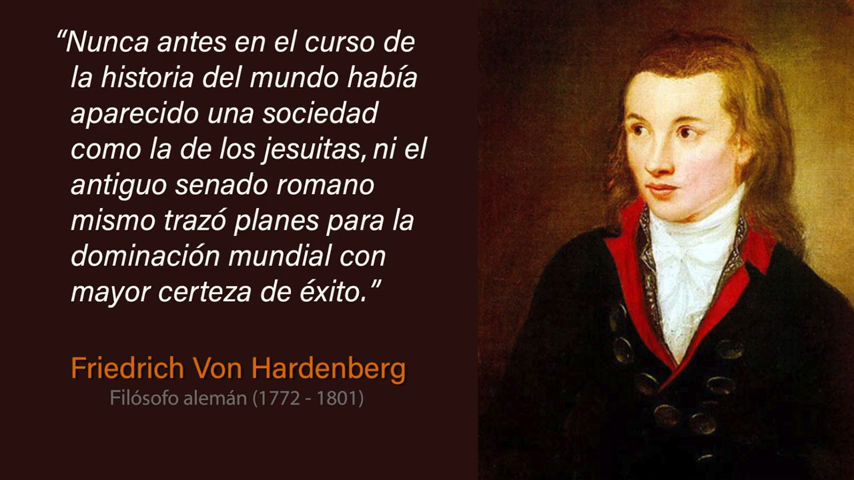 “Nunca antes en el curso de
la historia del mundo había
aparecido una sociedad
como la de los jesuitas, ni el
antiguo senado romano
mismo trazó planes para la
dominación mundial con
mayor certeza de éxito.”
Friedrich Von Hardenberg
Filósofo alemán (1772 - 1801)